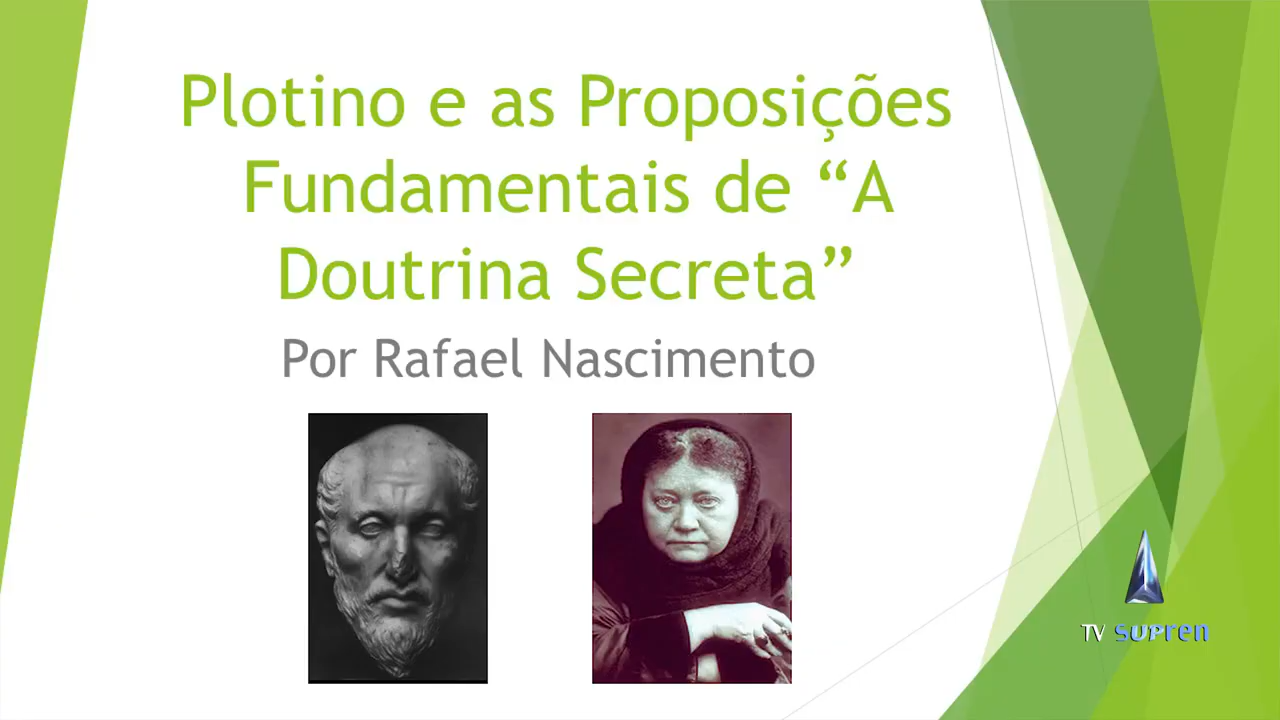 Plotino e as Proposições
Fundamentais de “A
Doutrina Secreta”
Por Rafael Nascimento
TV SUPren